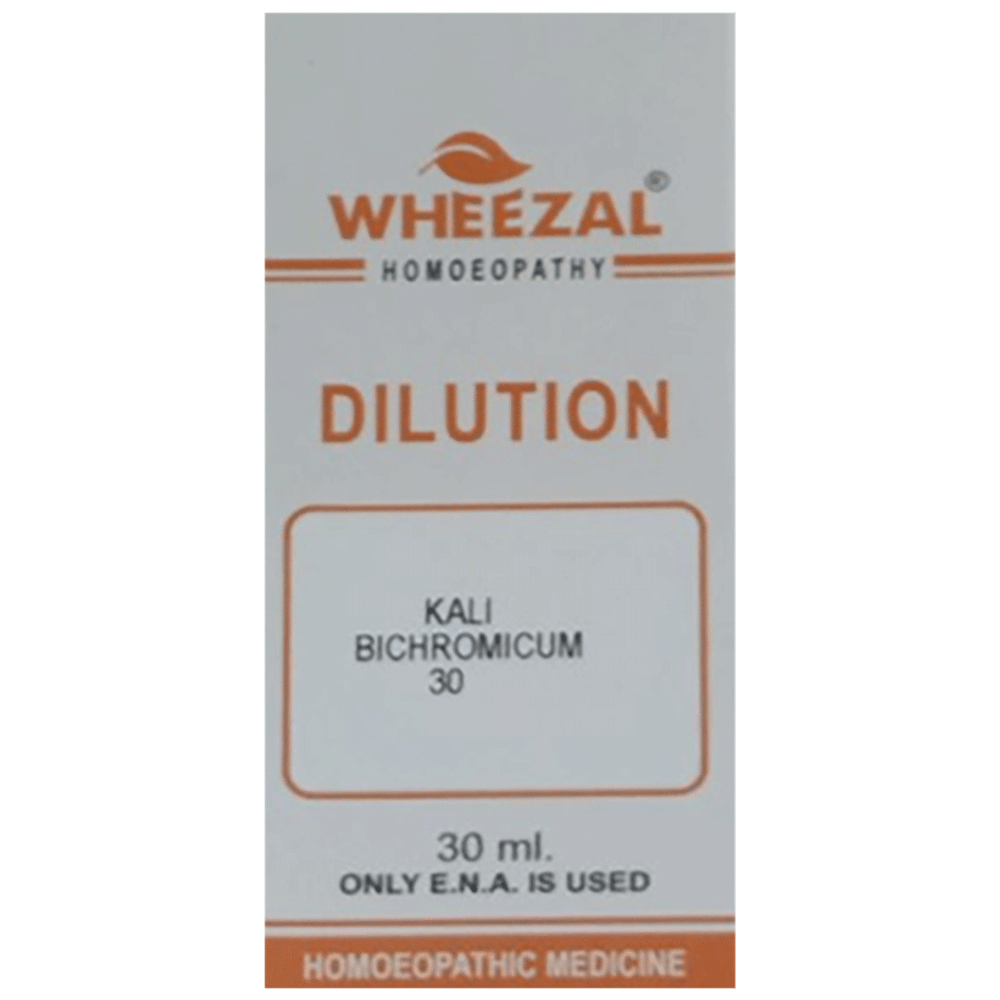 WHEEZAL®
HOMOEOPATHY
DILUTION
KALI
BICHROMICUM
30
30 ml.
ONLY E.N.A. IS USED
HOMOEOPATHIC MEDICINE